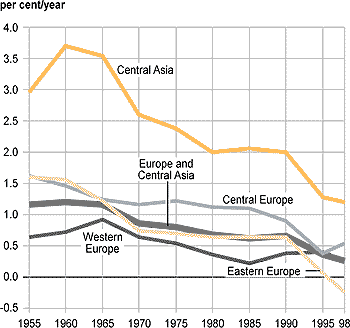 per cent/year
4.0
3.5
3.0
2.5
2.0
1.5
1.0
0.5
0.0
-0.5
Central Asia
Europe and
Central Asia
Central Europe
Western
Europe
Eastern Europe
1955 1960 1965 1970 1975 1980 1985 1990 1995 98